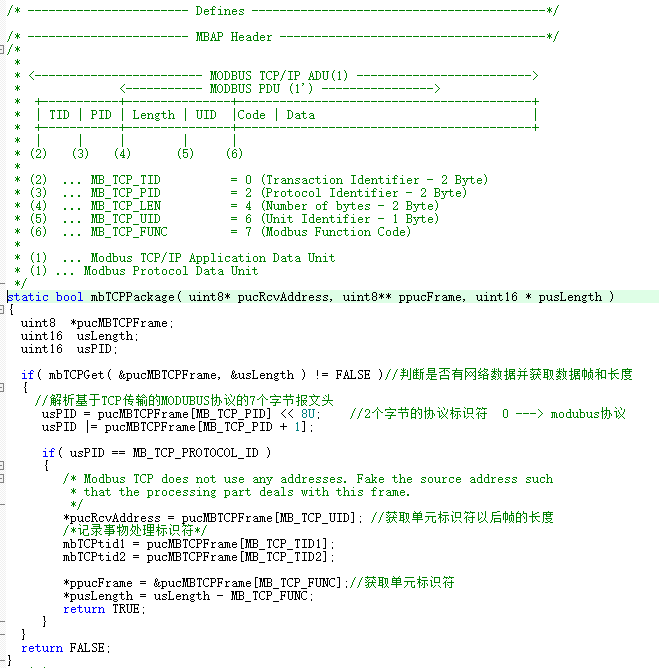 /* ----------------------- Defines ------------------------------------------*/
/* ----------------------- MBAP Header --------------------------------------*/
/*
 *
 * <------------------------ MODBUS TCP/IP ADU(1) ------------------------->
 *              <----------- MODBUS PDU (1') ---------------->
 *  +-----------+---------------+------------------------------------------+
 *  | TID | PID | Length | UID  |Code | Data                               |
 *  +-----------+---------------+------------------------------------------+
 *  |     |     |        |      |
 * (2)   (3)   (4)      (5)    (6)
 *
 * (2)  ... MB_TCP_TID          = 0 (Transaction Identifier - 2 Byte)
 * (3)  ... MB_TCP_PID          = 2 (Protocol Identifier - 2 Byte)
 * (4)  ... MB_TCP_LEN          = 4 (Number of bytes - 2 Byte)
 * (5)  ... MB_TCP_UID          = 6 (Unit Identifier - 1 Byte)
 * (6)  ... MB_TCP_FUNC         = 7 (Modbus Function Code)
 *
 * (1)  ... Modbus TCP/IP Application Data Unit
 * (1) ... Modbus Protocol Data Unit
 */
static bool mbTCPPackage( uint8* pucRcvAddress, uint8** ppucFrame, uint16 * pusLength )
{
  uint8  *pucMBTCPFrame;
  uint16  usLength;
  uint16  usPID;
  if( mbTCPGet( &pucMBTCPFrame, &usLength ) != FALSE )//判断是否有网络数据并获取数据帧和长度
  {
    //解析基于TCP传输的MODUBUS协议的7个字节报文头
     usPID = pucMBTCPFrame[MB_TCP_PID] << 8U;    //2个字节的协议标识符  0 ---> modubus协议
     usPID |= pucMBTCPFrame[MB_TCP_PID + 1];
     if( usPID == MB_TCP_PROTOCOL_ID )
     {
        /* Modbus TCP does not use any addresses. Fake the source address such
         * that the processing part deals with this frame.
         */
        *pucRcvAddress = pucMBTCPFrame[MB_TCP_UID]; //获取单元标识符以后帧的长度
        /*记录事物处理标识符*/
        mbTCPtid1 = pucMBTCPFrame[MB_TCP_TID1];
        mbTCPtid2 = pucMBTCPFrame[MB_TCP_TID2];
        *ppucFrame = &pucMBTCPFrame[MB_TCP_FUNC];//获取单元标识符
        *pusLength = usLength - MB_TCP_FUNC;
        return TRUE;
     }
  }
  return FALSE;
}